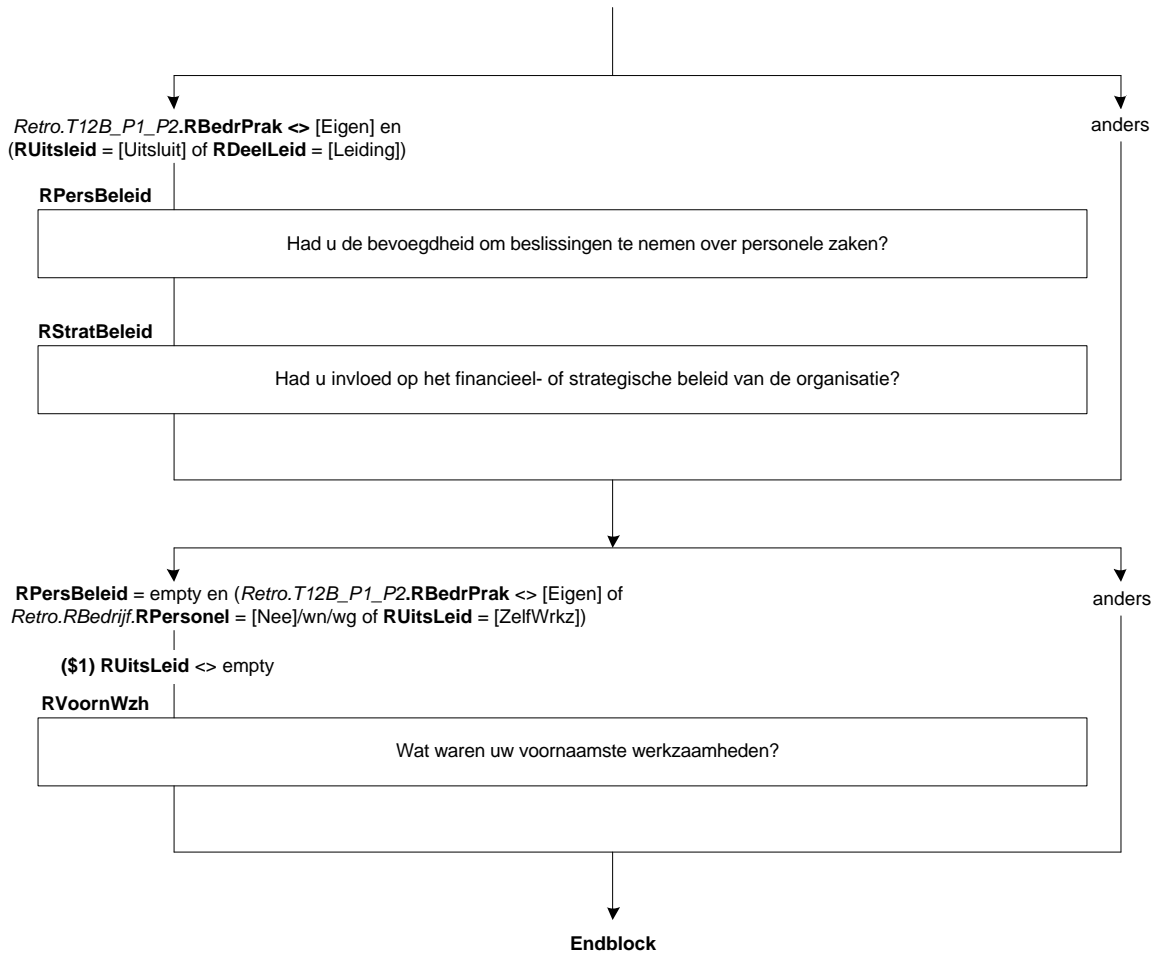 Retro.T12B_P1_P2.RBedrPrak <> [Eigen] en
(RUitsleid = [Uitsluit] of RDeelLeid = [Leiding])
anders
RPersBeleid
Had u de bevoegdheid om beslissingen te nemen over personele zaken?
RStratBeleid
Had u invloed op het financieel- of strategische beleid van de organisatie?
RPersBeleid = empty en (Retro.T12B_P1_P2.RBedrPrak <> [Eigen] of
Retro.RBedrijf.RPersonel = [Nee]/wn/wg of RUitsLeid = [ZelfWrkz])
anders
($1) RUitsLeid <> empty
RVoornWzh
Wat waren uw voornaamste werkzaamheden?
Endblock